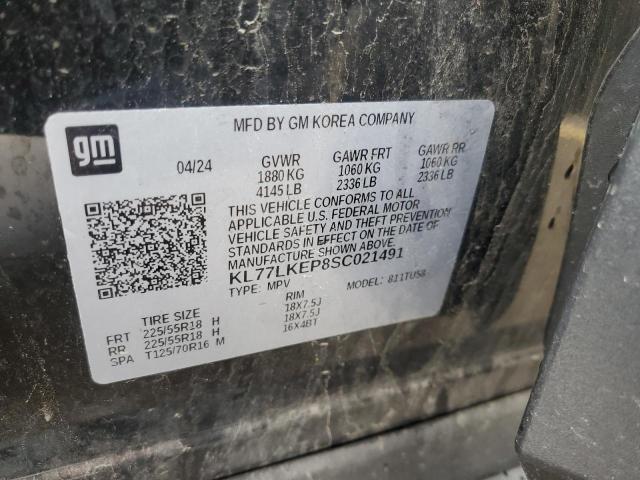 gm
MFD BY GM KOREA COMPANY
04/24 GVWR GAWR FRT GAWR RR
1880 KG 1060 KG 1060 KG
4145 LB 2336 LB 2336 LB
THIS VEHICLE CONFORMS TO ALL
APPLICABLE U.S. FEDERAL MOTOR
VEHICLE SAFETY AND THEFT PREVENTION
STANDARDS IN EFFECT ON THE DATE OF
MANUFACTURE SHOWN ABOVE.
KL77LKEP8SC021491
TYPE: MPV MODEL: 811TUS8
TIRE SIZE RIM
FRT 225/55R18 H 18X7.5J
RR 225/55R18 H 18X7.5J
SPA T125/70R16 M 16X4BT